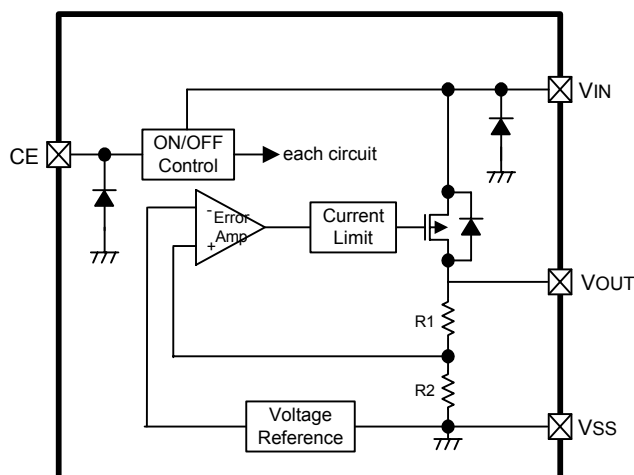 VIN
CE
ON/OFF
Control
each circuit
- Error
Amp
+
Current
Limit
VOUT
R1
R2
Voltage
Reference
VSS